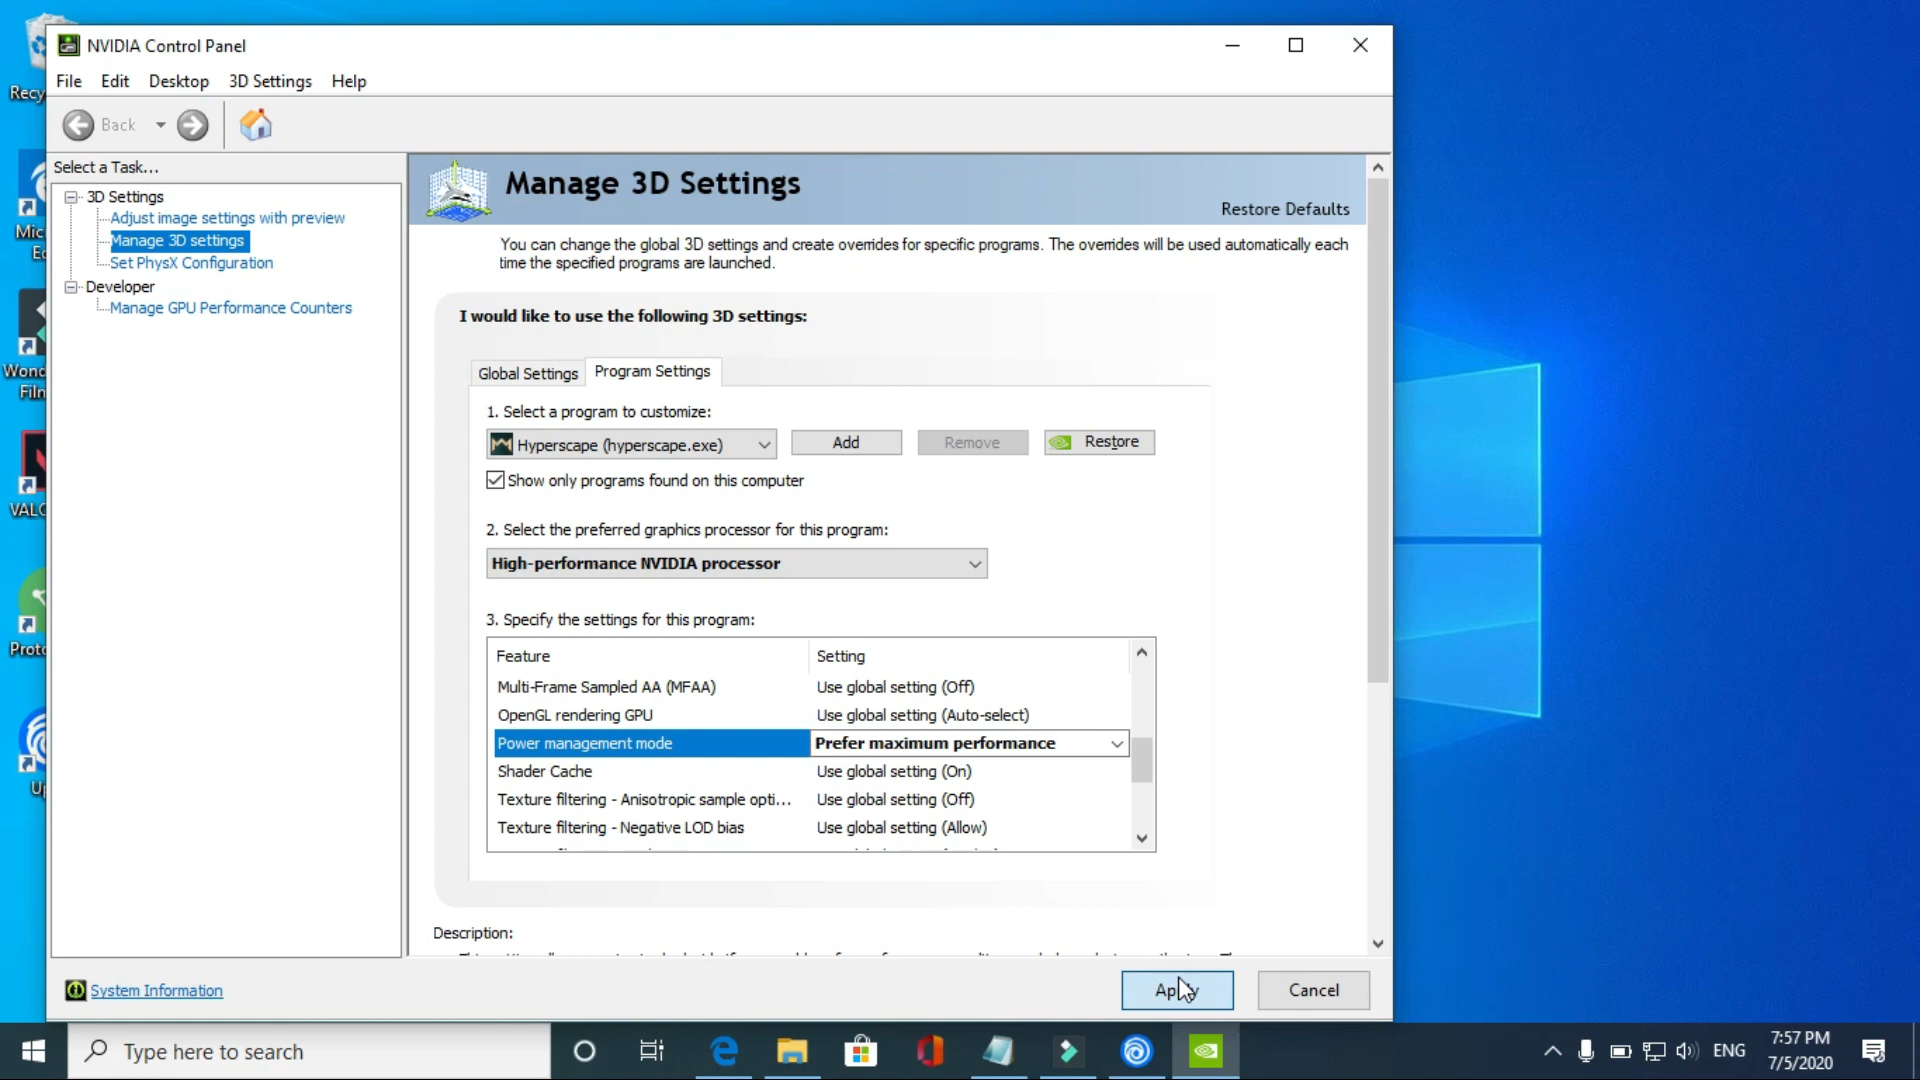 NVIDIA Control Panel
File Edit Desktop 3D Settings Help
Back
Select a Task...
3D Settings
Adjust image settings with preview
Manage 3D settings
Set PhysX Configuration
Developer
Manage GPU Performance Counters
Manage 3D Settings
Restore Defaults
You can change the global 3D settings and create overrides for specific programs. The overrides will be used automatically each
time the specified programs are launched.
I would like to use the following 3D settings:
Global Settings Program Settings
1. Select a program to customize:
Hyperscape (hyperscape.exe) Add Remove Restore
Show only programs found on this computer
2. Select the preferred graphics processor for this program:
High-performance NVIDIA processor
3. Specify the settings for this program:
Feature Setting
Multi-Frame Sampled AA (MFAA) Use global setting (Off)
OpenGL rendering GPU Use global setting (Auto-select)
Power management mode Prefer maximum performance
Shader Cache Use global setting (On)
Texture filtering - Anisotropic sample opti... Use global setting (Off)
Texture filtering - Negative LOD bias Use global setting (Allow)
Description:
System Information
Apply Cancel
Recy
Mic
Ed
Wond
Film
VALO
Proto
Up
Type here to search
ENG
7:57 PM
7/5/2020